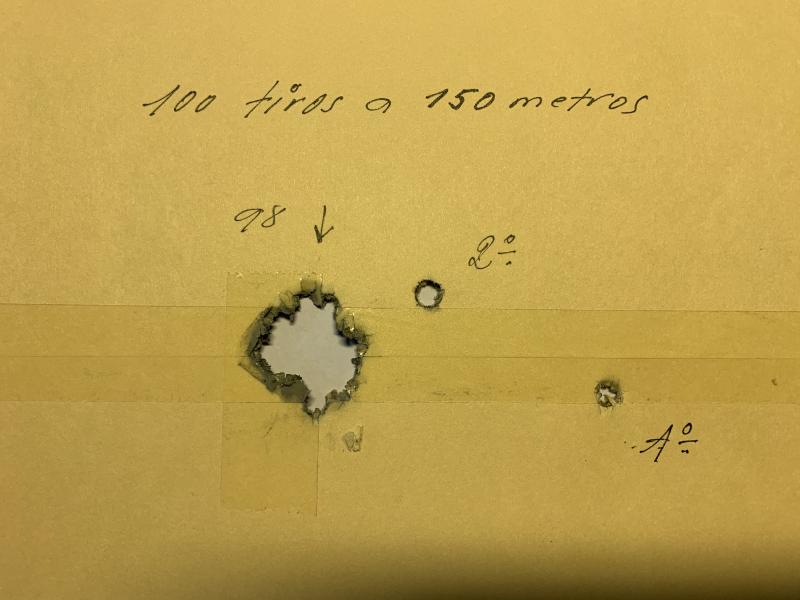 100 tiros a 150 metros
98 ↓
2º
1º